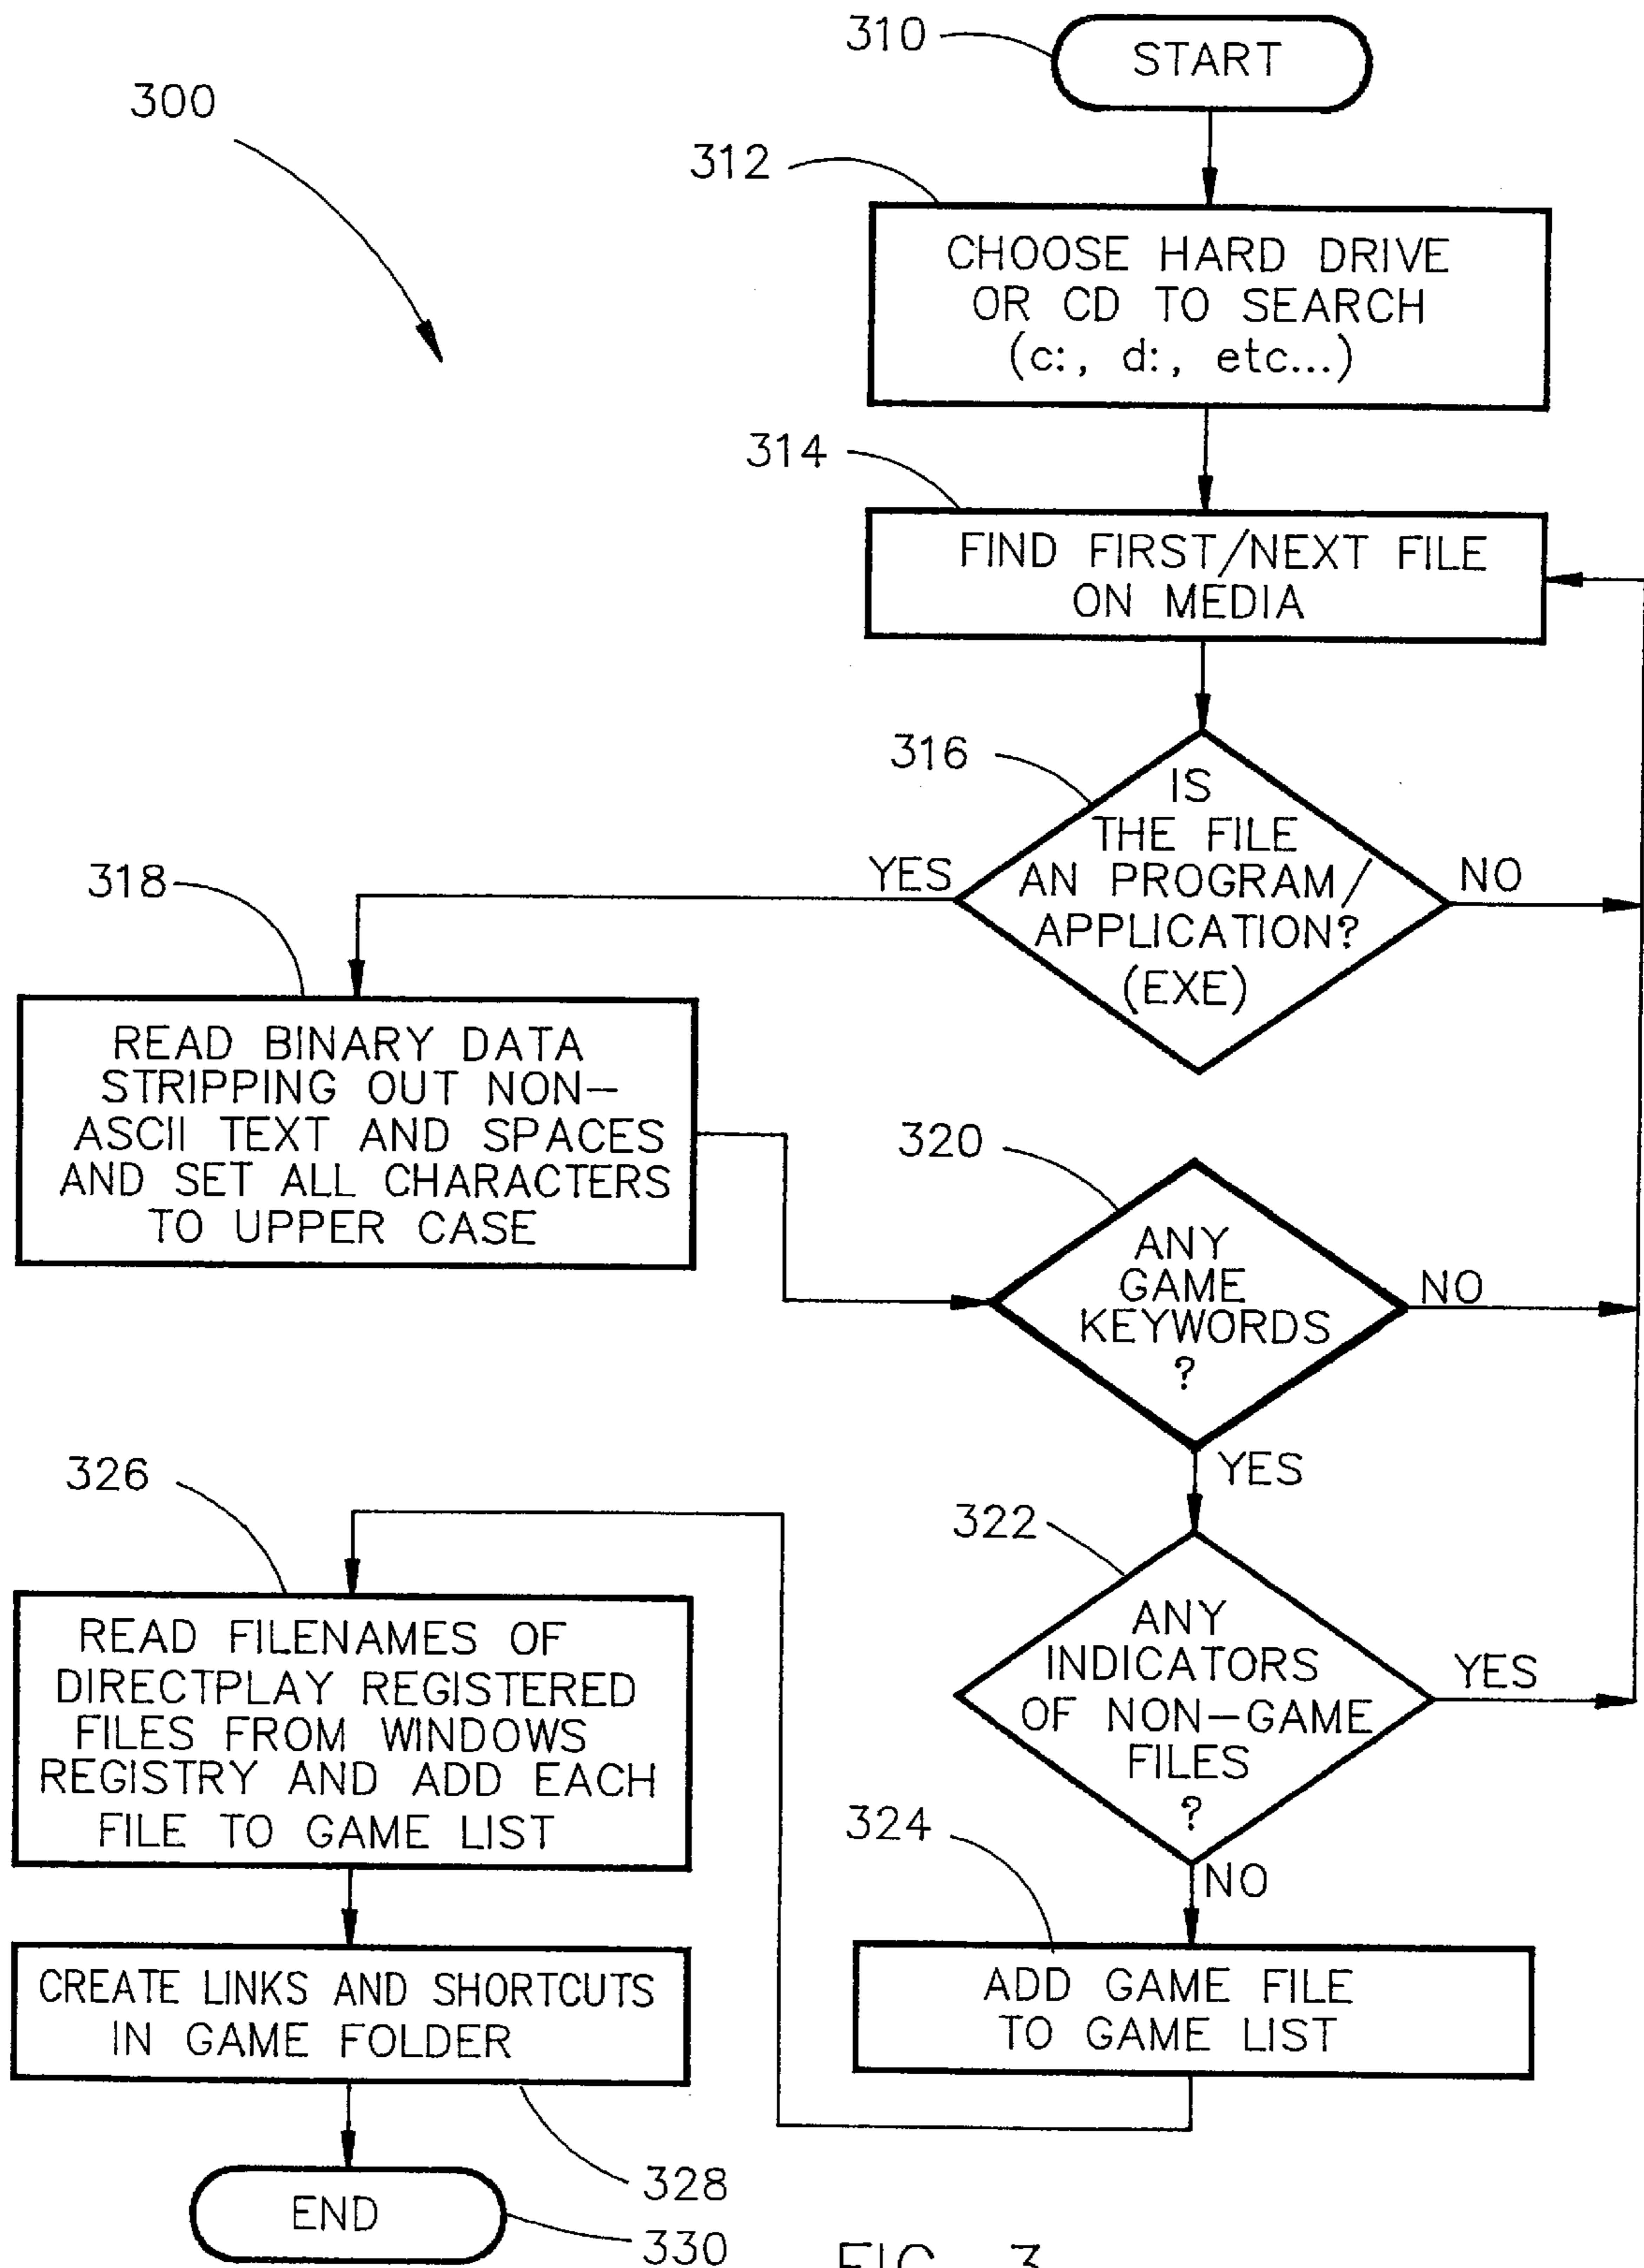 310
START
300
312
CHOOSE HARD DRIVE
OR CD TO SEARCH
(c:, d:, etc...)
314
FIND FIRST/NEXT FILE
ON MEDIA
316
IS
THE FILE
AN PROGRAM/
APPLICATION?
(EXE)
YES
NO
318
READ BINARY DATA
STRIPPING OUT NON-
ASCII TEXT AND SPACES
AND SET ALL CHARACTERS
TO UPPER CASE
320
ANY
GAME
KEYWORDS
?
NO
YES
322
ANY
INDICATORS
OF NON-GAME
FILES
?
YES
NO
324
ADD GAME FILE
TO GAME LIST
326
READ FILENAMES OF
DIRECTPLAY REGISTERED
FILES FROM WINDOWS
REGISTRY AND ADD EACH
FILE TO GAME LIST
CREATE LINKS AND SHORTCUTS
IN GAME FOLDER
328
END
330
FIG. 3